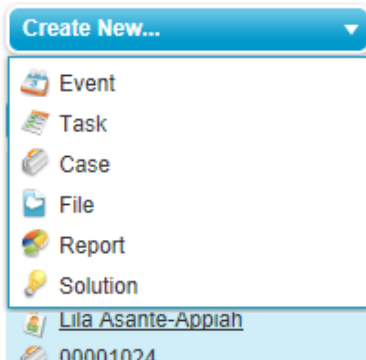 Create New...
Event
Task
Case
File
Report
Solution
Lila Asante-Appiah
00001024